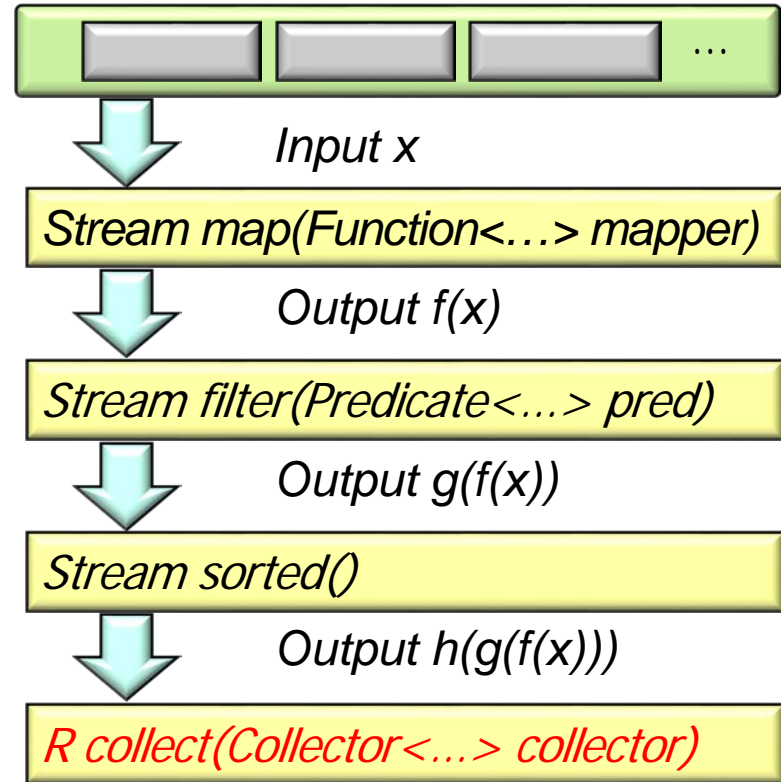 …
Input x
Stream map(Function<…> mapper)
Output f(x)
Stream filter(Predicate<…> pred)
Output g(f(x))
Stream sorted()
Output h(g(f(x)))
R collect(Collector<…> collector)